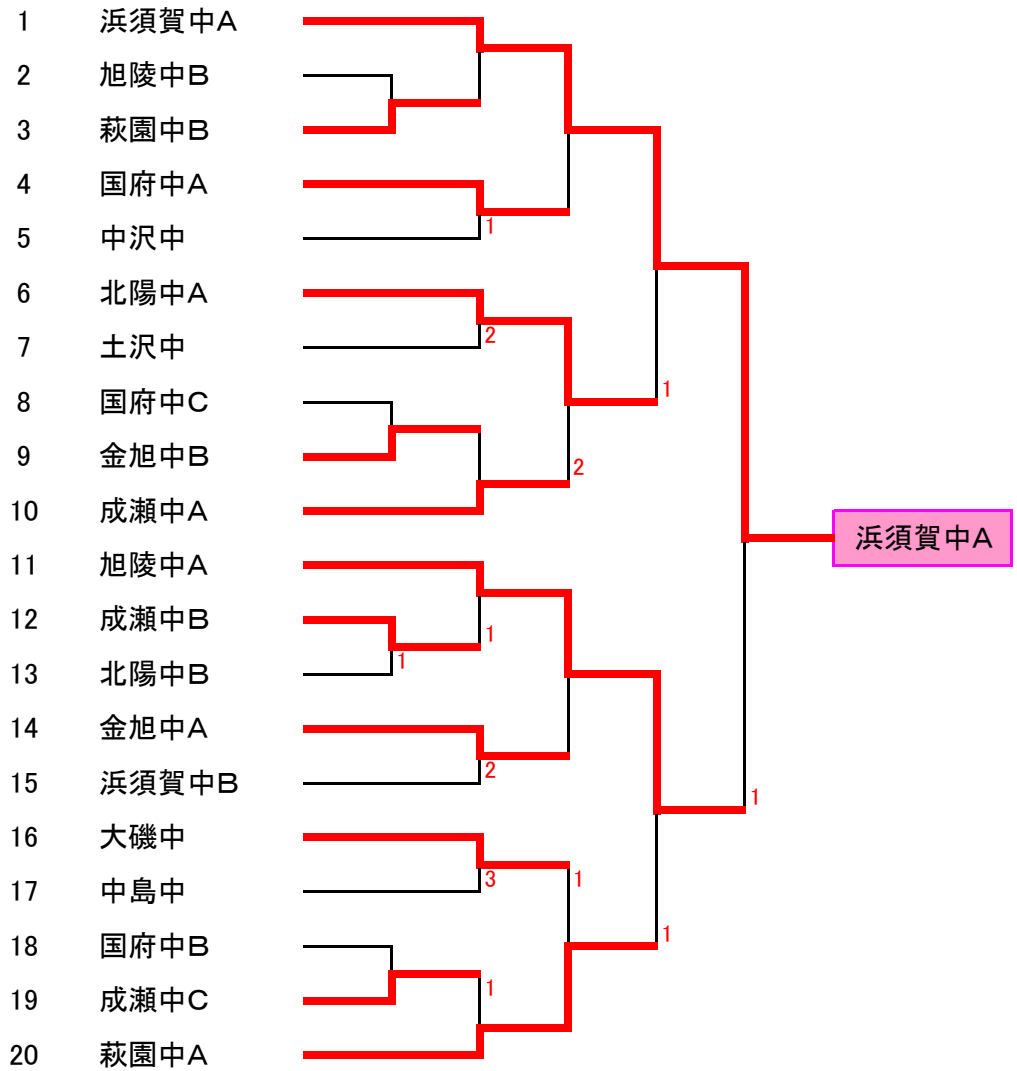 1 浜須賀中A
2 旭陵中B
3 萩園中B
4 国府中A
1
5 中沢中
6 北陽中A
2
7 土沢中
1
8 国府中C
9 金旭中B
2
10 成瀬中A
浜須賀中A
11 旭陵中A
12 成瀬中B
1
1
13 北陽中B
14 金旭中A
2
15 浜須賀中B
1
16 大磯中
3
1
17 中島中
1
18 国府中B
1
19 成瀬中C
20 萩園中A